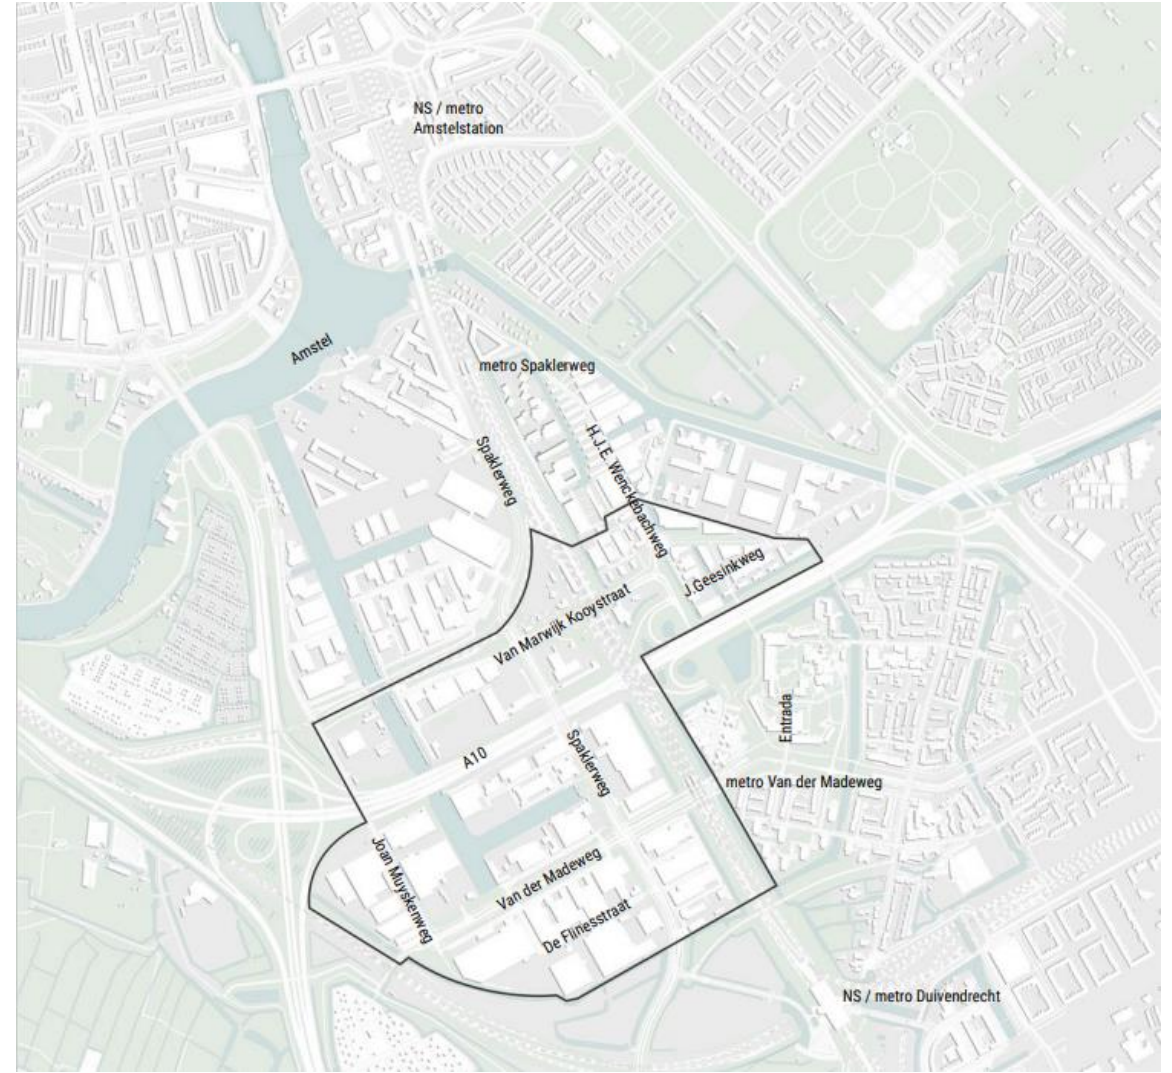 NS / metro
Amstelstation
Amstel
metro Spaklerweg
Spaklerweg
H.J.E. Wenckebachweg
J.Geesinkweg
Van Marwijk Kooystraat
Entrada
A10
Spaklerweg
metro Van der Madeweg
Joan Muyskenweg
Van der Madeweg
De Flinesstraat
NS / metro Duivendrecht